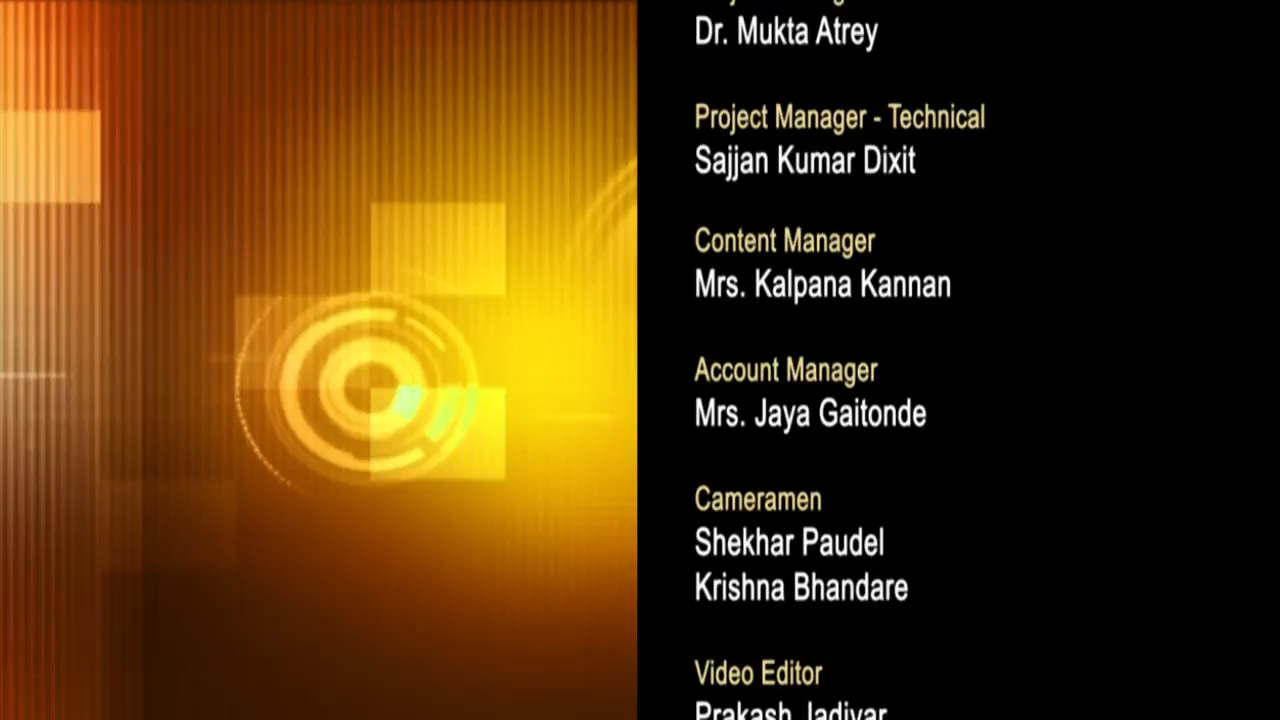 Dr. Mukta Atrey
Project Manager - Technical
Sajjan Kumar Dixit
Content Manager
Mrs. Kalpana Kannan
Account Manager
Mrs. Jaya Gaitonde
Cameramen
Shekhar Paudel
Krishna Bhandare
Video Editor
Prakash